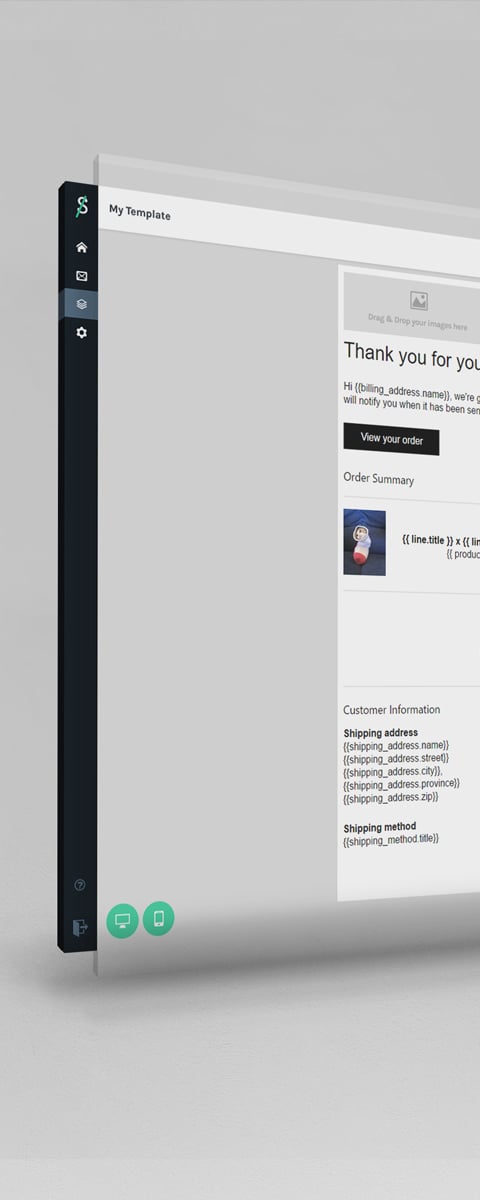 My Template
Drag & Drop your images here
Thank you for you
Hi {{billing_address.name}}, we're g
will notify you when it has been sen
View your order
Order Summary
{{ line.title }} x {{ lin
{{ produc
Customer Information
Shipping address
{{shipping_address.name}}
{{shipping_address.street}}
{{shipping_address.city}},
{{shipping_address.province}}
{{shipping_address.zip}}
Shipping method
{{shipping_method.title}}